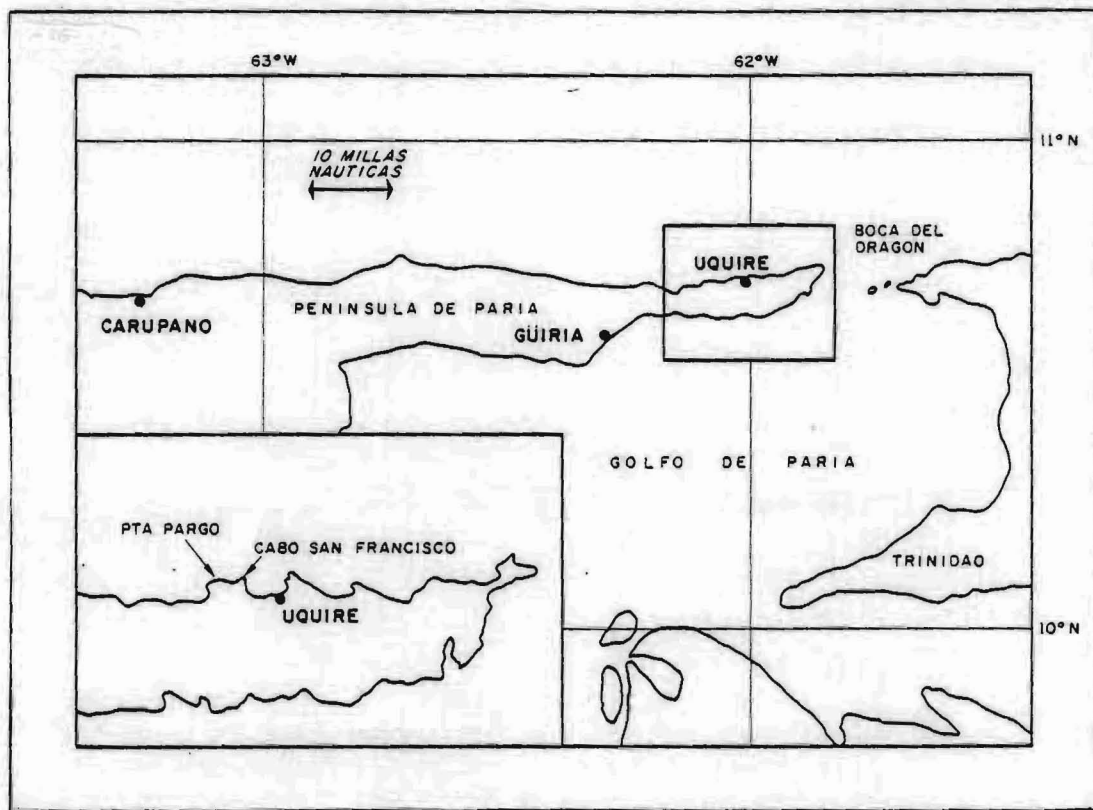 63°W
62°W
11°N
10 MILLAS
NAUTICAS
BOCA DEL
DRAGON
UQUIRE
PENINSULA DE PARIA
CARUPANO
GÜIRIA
GOLFO DE PARIA
PTA PARGO
CABO SAN FRANCISCO
UQUIRE
TRINIDAD
10°N